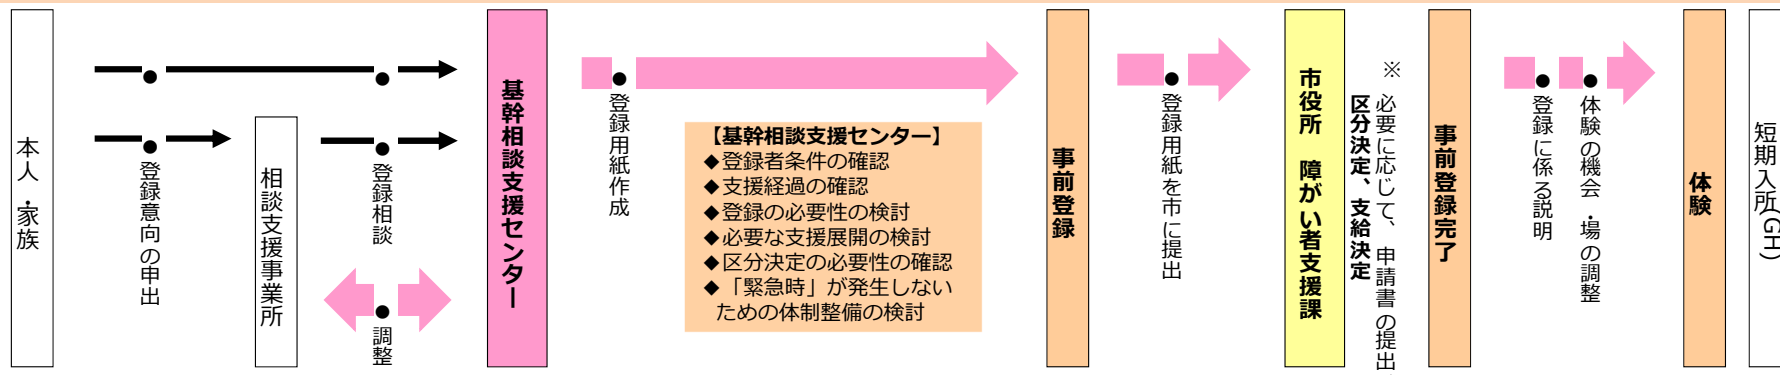 本人・家族
登録意向の申出
相談支援事業所
登録相談
調整
基幹相談支援センター
登録用紙作成
【基幹相談支援センター】
◆登録者条件の確認
◆支援経過の確認
◆登録の必要性の検討
◆必要な支援展開の検討
◆区分決定の必要性の確認
◆「緊急時」が発生しない
ための体制整備の検討
事前登録
登録用紙を市に提出
市役所　障がい者支援課
※　必要に応じて、申請書の提出
区分決定、支給決定
事前登録完了
登録に係る説明
体験の機会・場の調整
体験
短期入所(GH)